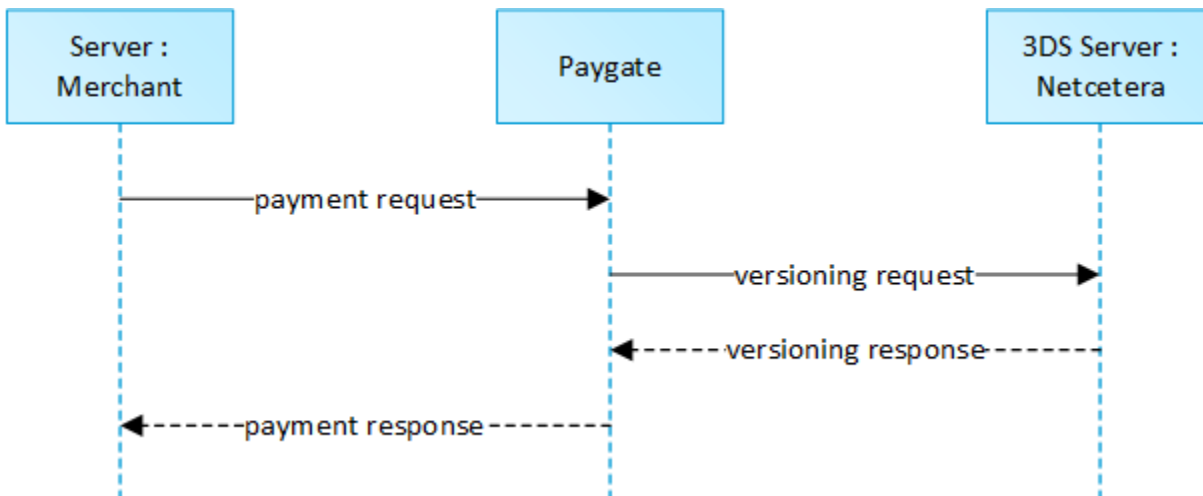 Server :
Merchant
Paygate
3DS Server :
Netcetera
payment request
versioning request
versioning response
payment response